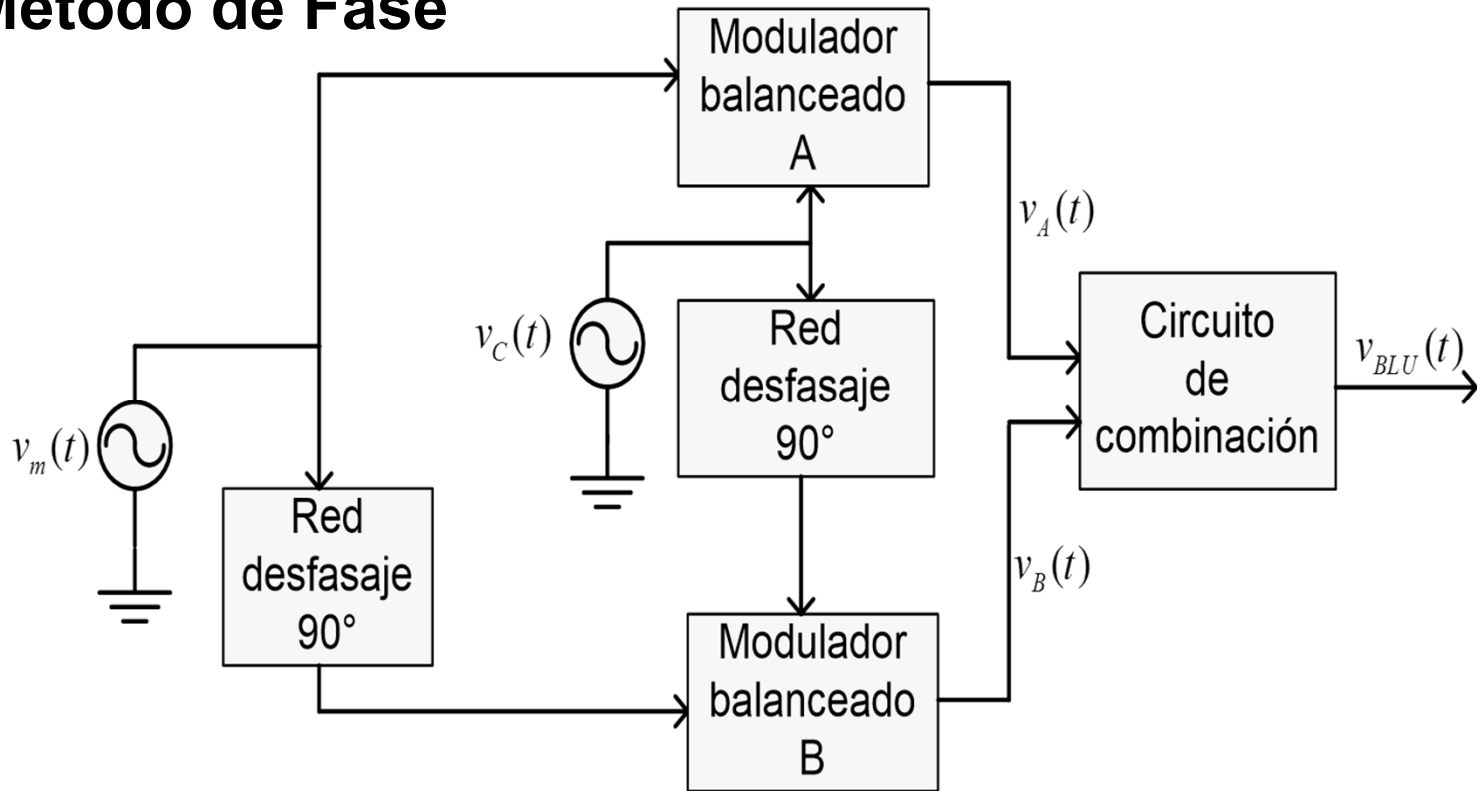 Método de Fase
Modulador
balanceado
A
v_A(t)
v_C(t)
Red
desfasaje
90°
Circuito
de
combinación
v_BLU(t)
v_m(t)
Red
desfasaje
90°
v_B(t)
Modulador
balanceado
B